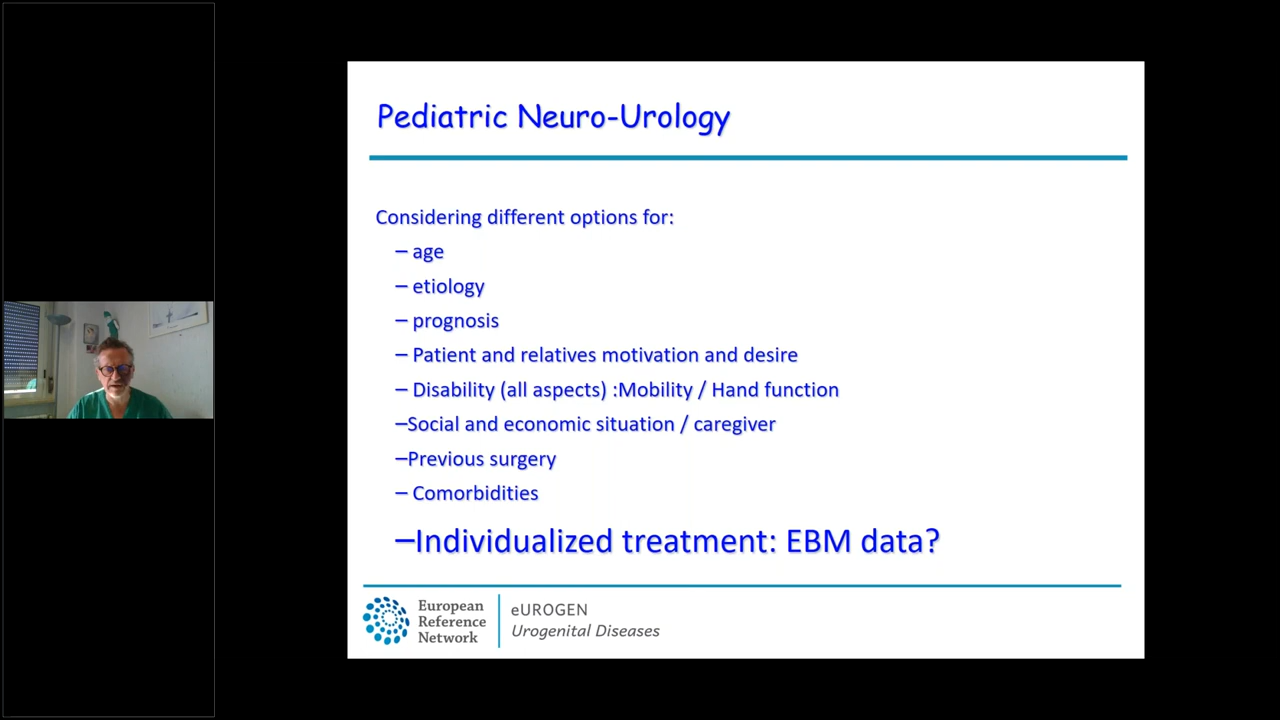 Pediatric Neuro-Urology
Considering different options for:
– age
– etiology
– prognosis
– Patient and relatives motivation and desire
– Disability (all aspects) :Mobility / Hand function
–Social and economic situation / caregiver
–Previous surgery
– Comorbidities
–Individualized treatment: EBM data?
European
Reference
Network
eUROGEN
Urogenital Diseases